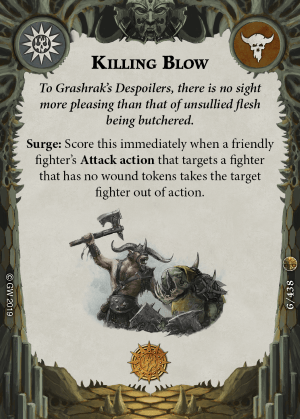 Killing Blow
To Grashrak's Despoilers, there is no sight
more pleasing than that of unsullied flesh
being butchered.
Surge: Score this immediately when a friendly
fighter's Attack action that targets a fighter
that has no wound tokens takes the target
fighter out of action.
© GW 2019
6/438